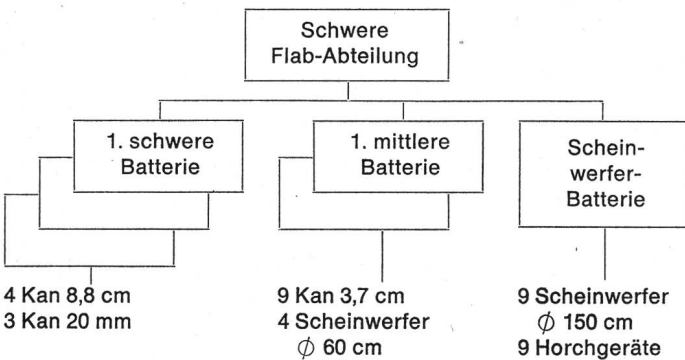 Schwere
Flab-Abteilung
1. schwere
Batterie
1. mittlere
Batterie
Schein-
werfer-
Batterie
4 Kan 8,8 cm
3 Kan 20 mm
9 Kan 3,7 cm
4 Scheinwerfer
∅ 60 cm
9 Scheinwerfer
∅ 150 cm
9 Horchgeräte